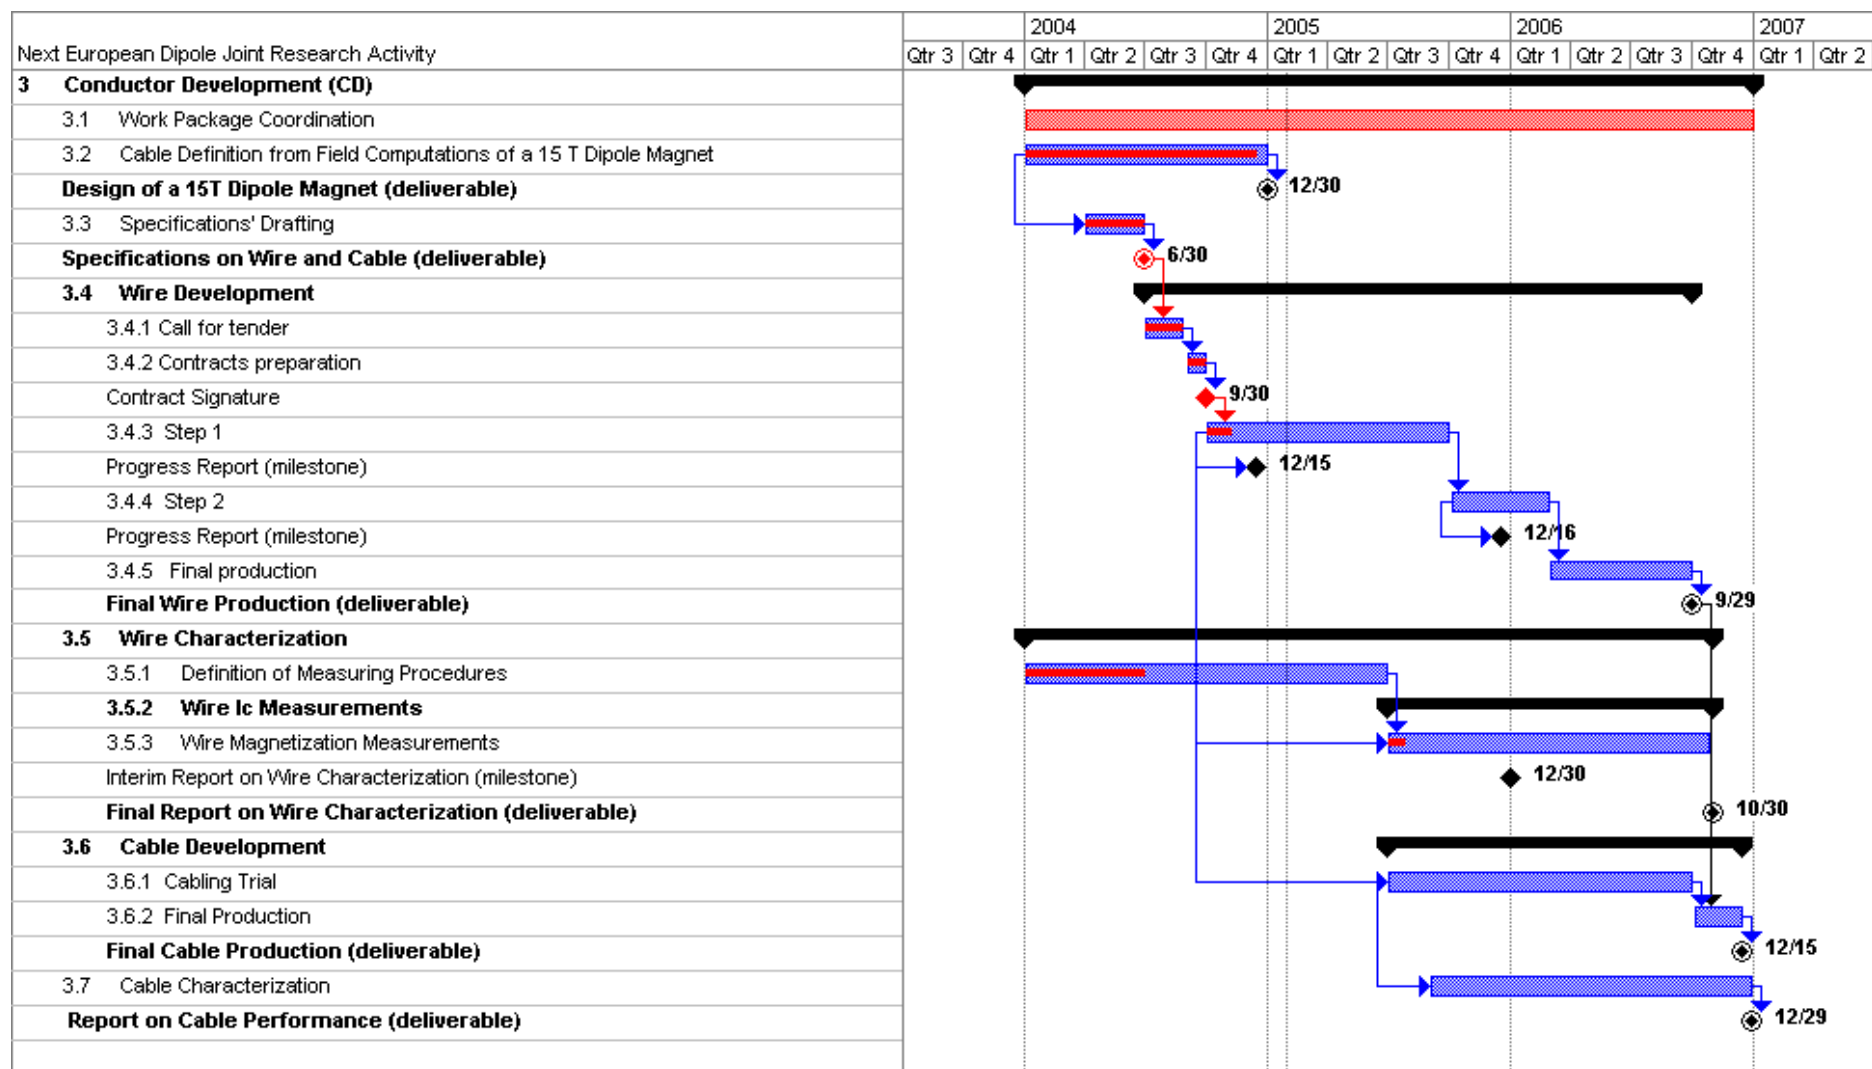 2004 2005 2006 2007
Next European Dipole Joint Research Activity Qtr 3 Qtr 4 Qtr 1 Qtr 2 Qtr 3 Qtr 4 Qtr 1 Qtr 2 Qtr 3 Qtr 4 Qtr 1 Qtr 2 Qtr 3 Qtr 4 Qtr 1 Qtr 2
3 Conductor Development (CD)
3.1 Work Package Coordination
3.2 Cable Definition from Field Computations of a 15 T Dipole Magnet
Design of a 15T Dipole Magnet (deliverable) 12/30
3.3 Specifications' Drafting
Specifications on Wire and Cable (deliverable) 6/30
3.4 Wire Development
3.4.1 Call for tender
3.4.2 Contracts preparation
Contract Signature 9/30
3.4.3 Step 1
Progress Report (milestone) 12/15
3.4.4 Step 2
Progress Report (milestone) 12/16
3.4.5 Final production
Final Wire Production (deliverable) 9/29
3.5 Wire Characterization
3.5.1 Definition of Measuring Procedures
3.5.2 Wire Ic Measurements
3.5.3 Wire Magnetization Measurements
Interim Report on Wire Characterization (milestone) 12/30
Final Report on Wire Characterization (deliverable) 10/30
3.6 Cable Development
3.6.1 Cabling Trial
3.6.2 Final Production
Final Cable Production (deliverable) 12/15
3.7 Cable Characterization
Report on Cable Performance (deliverable) 12/29